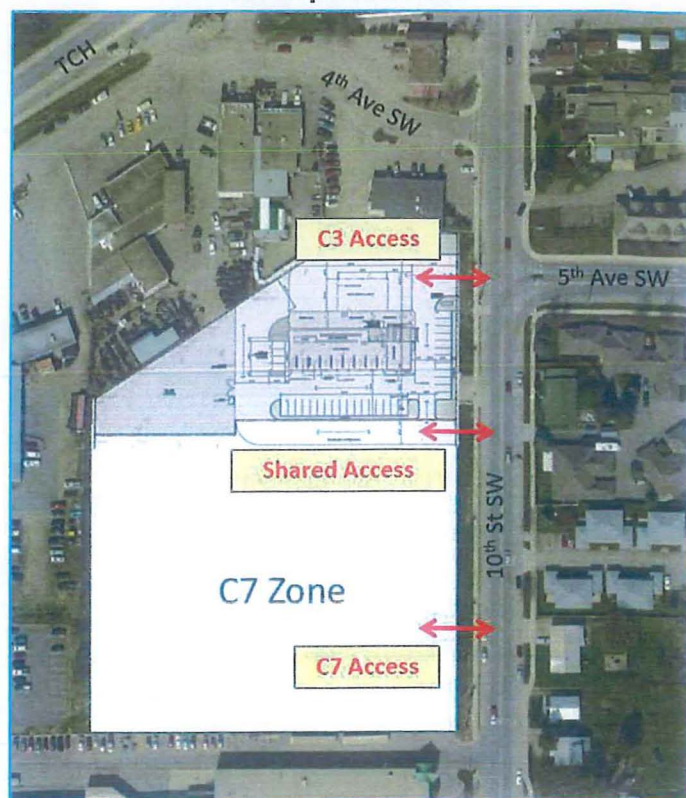 TCH
4th Ave SW
C3 Access
5th Ave SW
Shared Access
10th St SW
C7 Zone
C7 Access